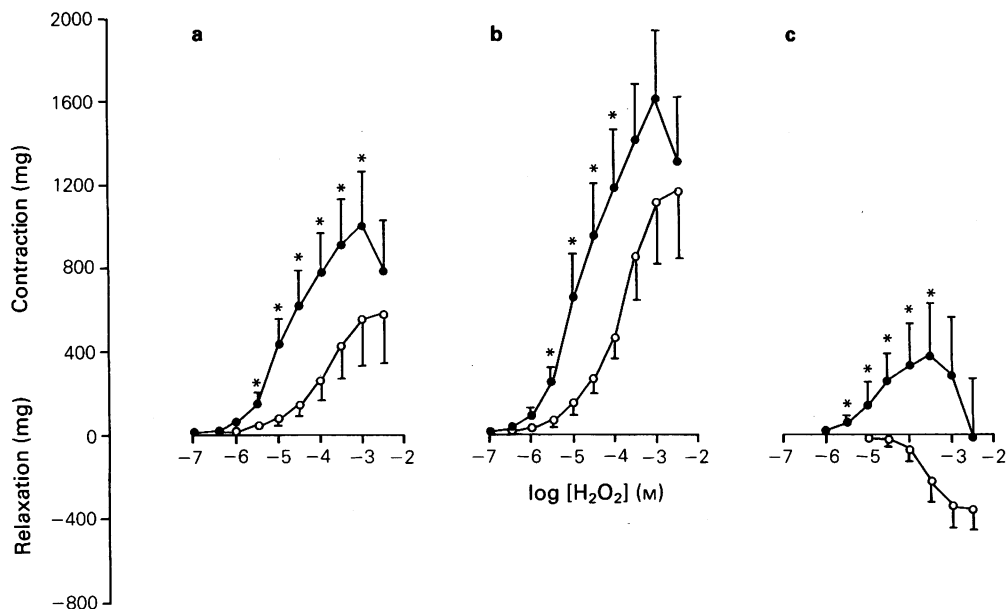 2000
1600
1200
800
400
0
−400
−800
Contraction (mg)
Relaxation (mg)
a
* * * * * *
−7 −6 −5 −4 −3 −2
b
* * * *
−7 −6 −5 −4 −3 −2
log [H₂O₂] (M)
c
* * * * *
−7 −6 −5 −4 −3 −2